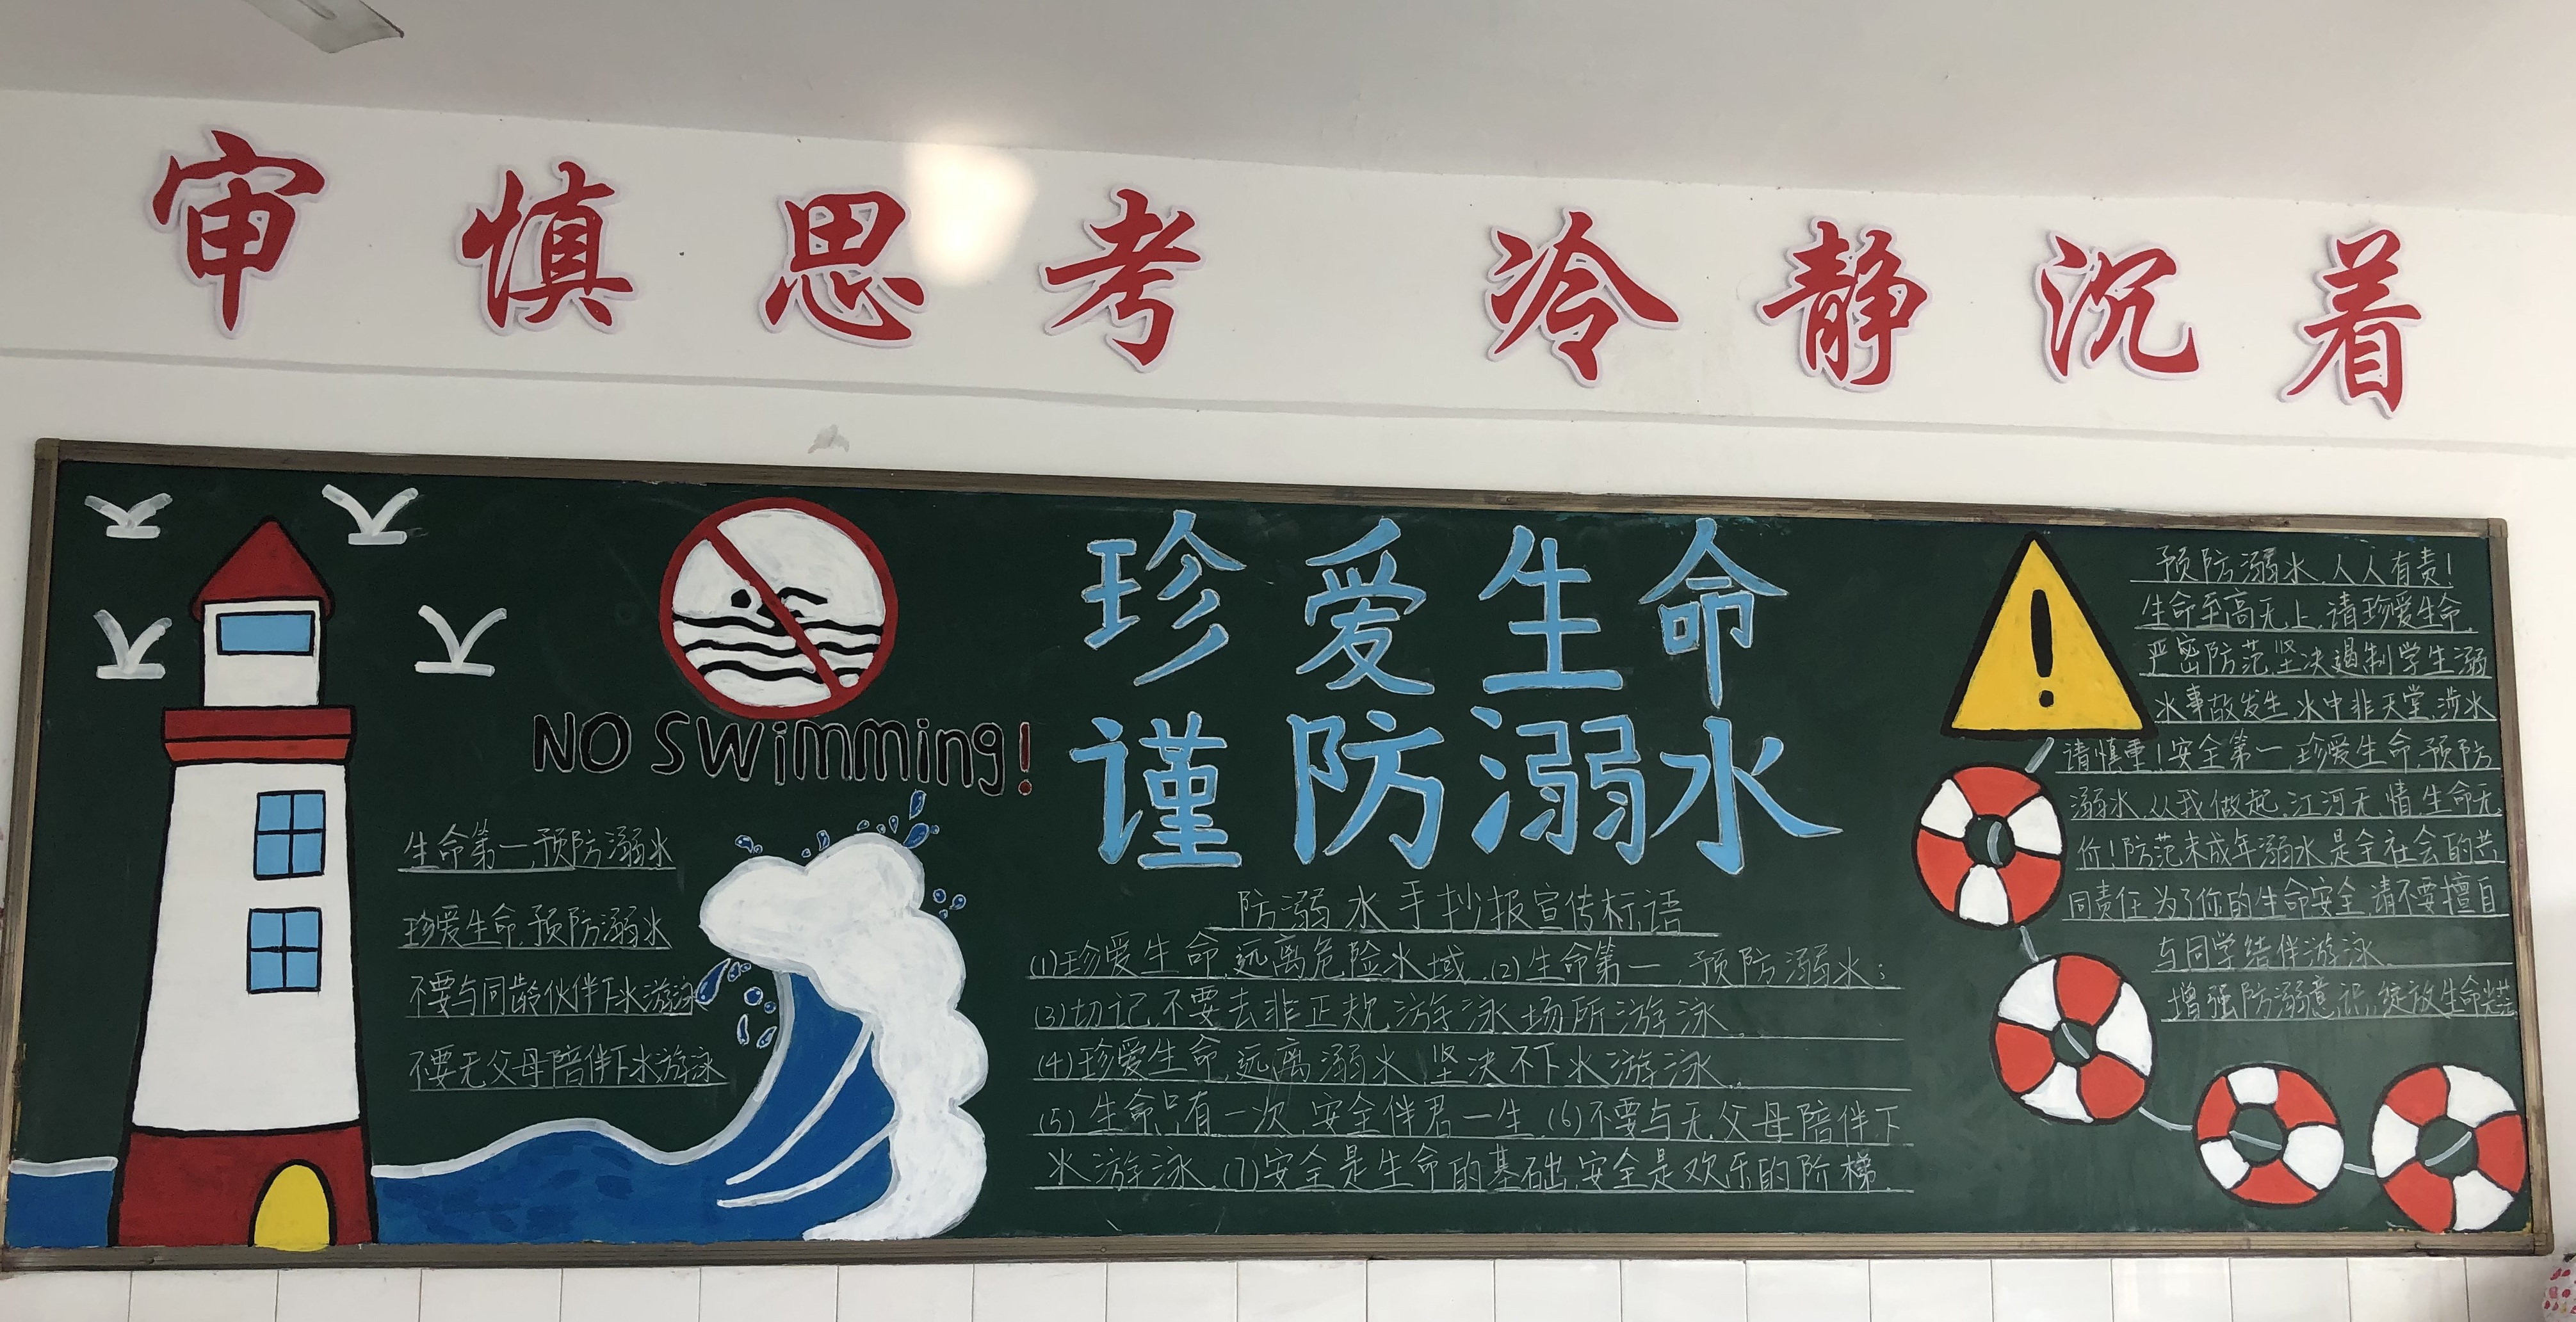 审慎思考 冷静沉着
NO Swimming!
生命第一,预防溺水
珍爱生命,预防溺水
不要与同龄伙伴下水游泳
不要无父母陪伴下水游泳
珍爱生命
谨防溺水
防溺水手抄报宣传标语
(1)珍爱生命,远离危险水域.(2)生命第一,预防溺水;
(3)切记不要去非正规游泳场所游泳.
(4)珍爱生命,远离溺水,坚决不下水游泳.
(5)生命只有一次,安全伴君一生.(6)不要与无父母陪伴下
水游泳.(7)安全是生命的基础,安全是欢乐的阶梯.
预防溺水,人人有责!
生命至高无上,请珍爱生命.
严密防范,坚决遏制学生溺
水事故发生,水中非天堂,涉水
请慎重!安全第一,珍爱生命,预防
溺水,从我做起,江河无情,生命无
价!防范未成年溺水是全社会的共
同责任,为了你的生命安全,请不要擅自
与同学结伴游泳.
增强防溺意识,绽放生命光芒